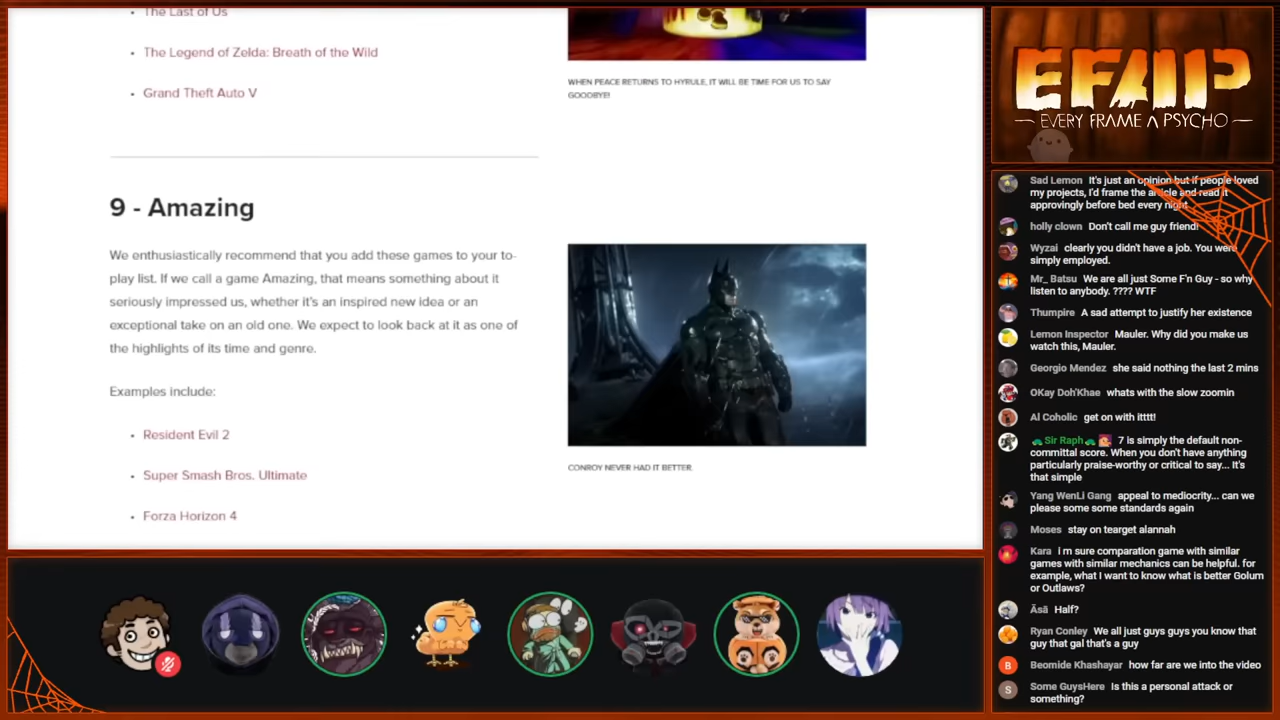 The Last of Us
The Legend of Zelda: Breath of the Wild
Grand Theft Auto V
WHEN PEACE RETURNS TO HYRULE, IT WILL BE TIME FOR US TO SAY
GOODBYE!
9 - Amazing
We enthusiastically recommend that you add these games to your to-
play list. If we call a game Amazing, that means something about it
seriously impressed us, whether it's an inspired new idea or an
exceptional take on an old one. We expect to look back at it as one of
the highlights of its time and genre.
Examples include:
Resident Evil 2
Super Smash Bros. Ultimate
Forza Horizon 4
CONROY NEVER HAD IT BETTER.
EFAP
EVERY FRAME A PSYCHO
Sad Lemon It's just an opinion but if people loved
my projects, I'd frame the article and read it
approvingly before bed every night
holly clown Don't call me guy friend!
Wyzai clearly you didn't have a job. You were
simply employed.
Mr_ Batsu We are all just Some F'n Guy - so why
listen to anybody. ???? WTF
Thumpire A sad attempt to justify her existence
Lemon Inspector Mauler. Why did you make us
watch this, Mauler.
Georgio Mendez she said nothing the last 2 mins
OKay Doh'Khae whats with the slow zoomin
Al Coholic get on with itttt!
Sir Raph 7 is simply the default non-
committal score. When you don't have anything
particularly praise-worthy or critical to say... It's
that simple
Yang WenLi Gang appeal to mediocrity... can we
please some some standards again
Moses stay on tearget alannah
Kara i m sure comparation game with similar
games with similar mechanics can be helpful. for
example, what I want to know what is better Golum
or Outlaws?
Äsä Half?
Ryan Conley We all just guys guys you know that
guy that gal that's a guy
B
Beomide Khashayar how far are we into the video
S
Some GuysHere Is this a personal attack or
something?